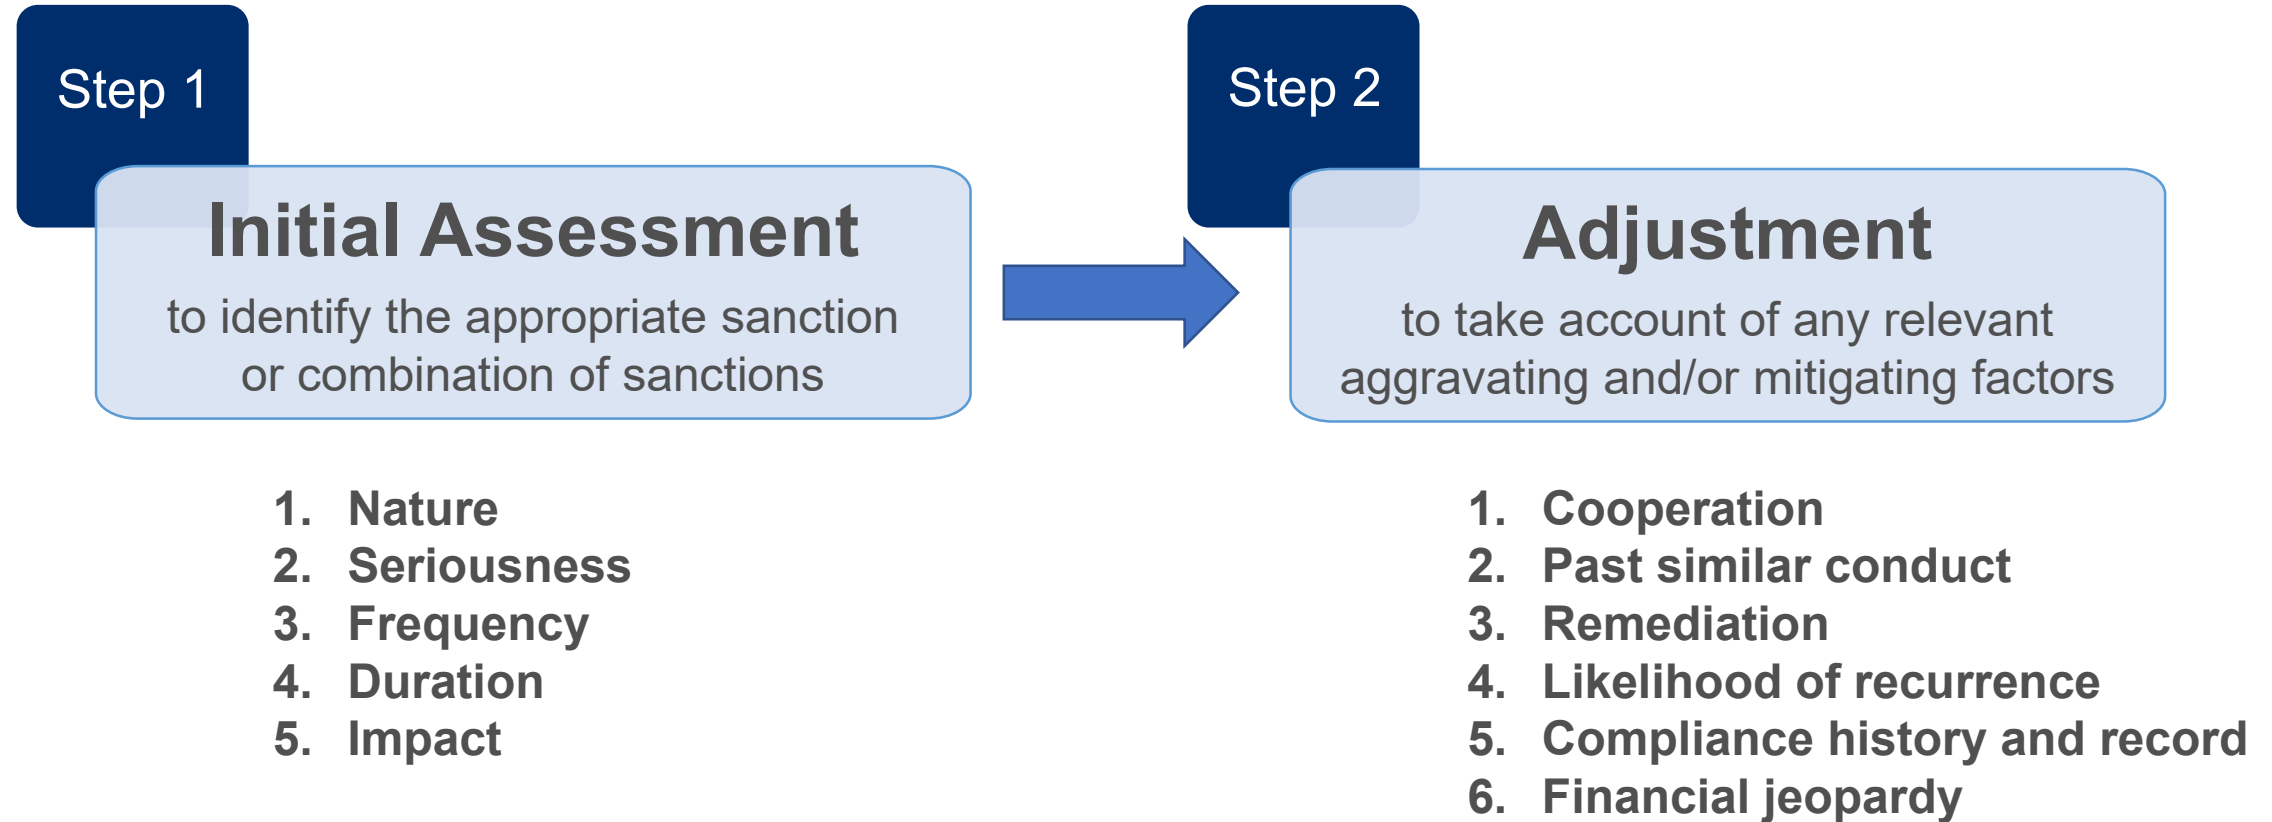 Step 1
Initial Assessment
to identify the appropriate sanction
or combination of sanctions
1. Nature
2. Seriousness
3. Frequency
4. Duration
5. Impact
Step 2
Adjustment
to take account of any relevant
aggravating and/or mitigating factors
1. Cooperation
2. Past similar conduct
3. Remediation
4. Likelihood of recurrence
5. Compliance history and record
6. Financial jeopardy